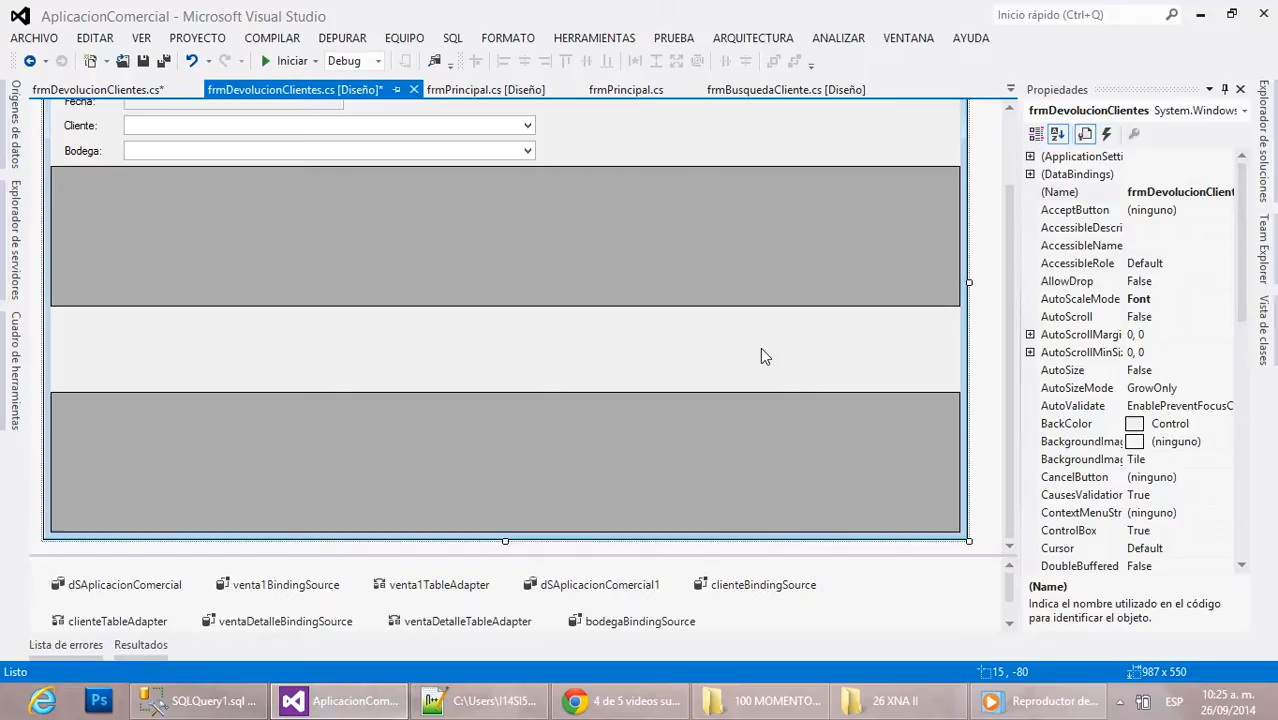 AplicacionComercial - Microsoft Visual Studio
Inicio rápido (Ctrl+Q)
ARCHIVO EDITAR VER PROYECTO COMPILAR DEPURAR EQUIPO SQL FORMATO HERRAMIENTAS PRUEBA ARQUITECTURA ANALIZAR VENTANA AYUDA
Iniciar Debug
frmDevolucionClientes.cs* frmDevolucionClientes.cs [Diseño]* frmPrincipal.cs [Diseño] frmPrincipal.cs frmBusquedaCliente.cs [Diseño]
Orígenes de datos
Explorador de servidores
Cuadro de herramientas
Fecha:
Cliente:
Bodega:
Propiedades
frmDevolucionClientes System.Windows
(ApplicationSetti
(DataBindings)
(Name) frmDevolucionClient
AcceptButton (ninguno)
AccessibleDescri
AccessibleName
AccessibleRole Default
AllowDrop False
AutoScaleMode Font
AutoScroll False
AutoScrollMargi 0, 0
AutoScrollMinSi 0, 0
AutoSize False
AutoSizeMode GrowOnly
AutoValidate EnablePreventFocusC
BackColor Control
BackgroundImag (ninguno)
BackgroundImag Tile
CancelButton (ninguno)
CausesValidation True
ContextMenuStr (ninguno)
ControlBox True
Cursor Default
DoubleBuffered False
(Name)
Indica el nombre utilizado en el código
para identificar el objeto.
Explorador de soluciones
Team Explorer
Vista de clases
dSAplicacionComercial venta1BindingSource venta1TableAdapter dSAplicacionComercial1 clienteBindingSource
clienteTableAdapter ventaDetalleBindingSource ventaDetalleTableAdapter bodegaBindingSource
Lista de errores Resultados
Listo 15 , -80 987 x 550
SQLQuery1.sql ... AplicacionCom... C:\Users\I14SI5... 4 de 5 videos su... 100 MOMENTO... 26 XNA II Reproductor de... ESP 10:25 a. m.
26/09/2014